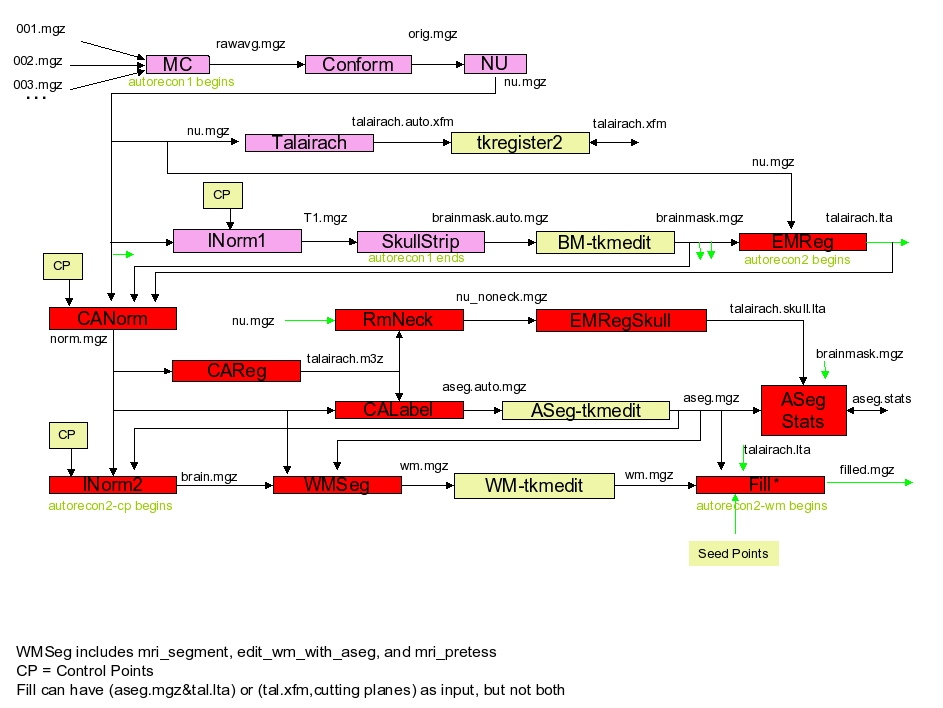 001.mgz
002.mgz
003.mgz
...
MC
rawavg.mgz
Conform
orig.mgz
NU
autorecon1 begins
nu.mgz
nu.mgz
Talairach
talairach.auto.xfm
tkregister2
talairach.xfm
nu.mgz
CP
INorm1
T1.mgz
SkullStrip
brainmask.auto.mgz
BM-tkmedit
brainmask.mgz
EMReg
talairach.lta
autorecon1 ends
autorecon2 begins
CP
CANorm
norm.mgz
nu.mgz
RmNeck
nu_noneck.mgz
EMRegSkull
talairach.skull.lta
CAReg
talairach.m3z
brainmask.mgz
CALabel
aseg.auto.mgz
ASeg-tkmedit
aseg.mgz
ASeg
Stats
aseg.stats
CP
INorm2
brain.mgz
WMSeg
wm.mgz
WM-tkmedit
wm.mgz
talairach.lta
Fill*
filled.mgz
autorecon2-cp begins
autorecon2-wm begins
Seed Points
WMSeg includes mri_segment, edit_wm_with_aseg, and mri_pretess
CP = Control Points
Fill can have (aseg.mgz&tal.lta) or (tal.xfm,cutting planes) as input, but not both